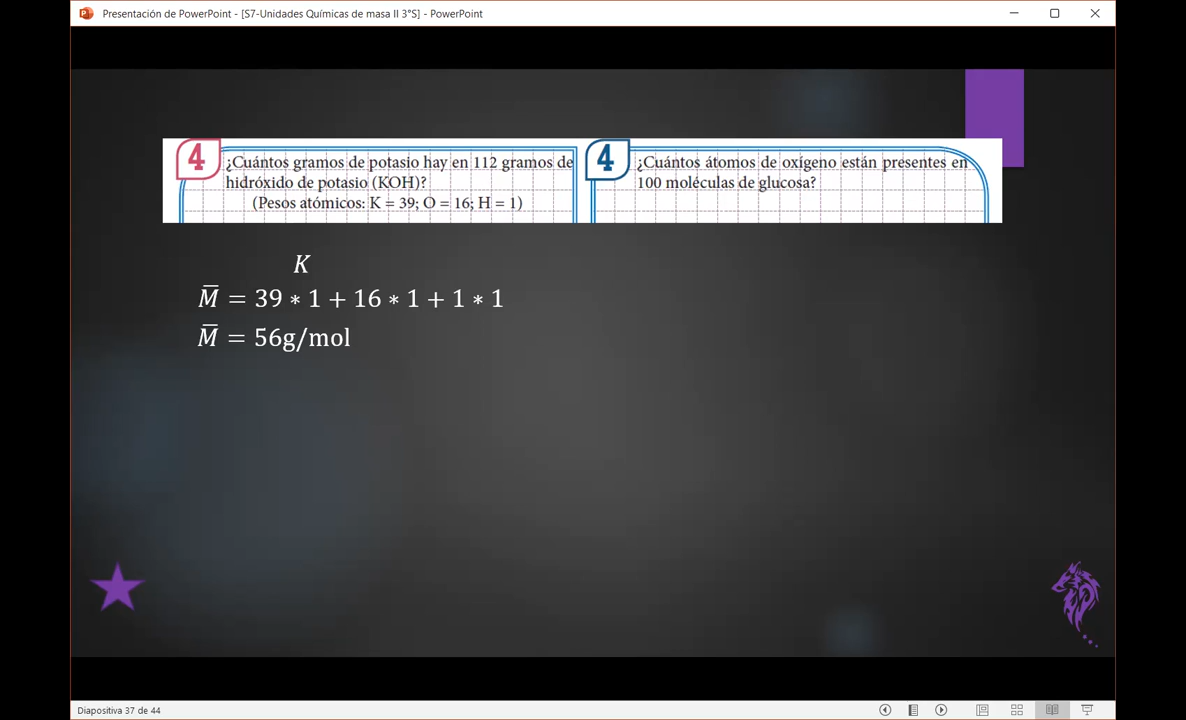 Presentación de PowerPoint - [S7-Unidades Químicas de masa II 3°S] - PowerPoint
4
¿Cuántos gramos de potasio hay en 112 gramos de
hidróxido de potasio (KOH)?
(Pesos atómicos: K = 39; O = 16; H = 1)
4
¿Cuántos átomos de oxígeno están presentes en
100 moléculas de glucosa?
K
M̅ = 39 ∗ 1 + 16 ∗ 1 + 1 ∗ 1
M̅ = 56g/mol
Diapositiva 37 de 44